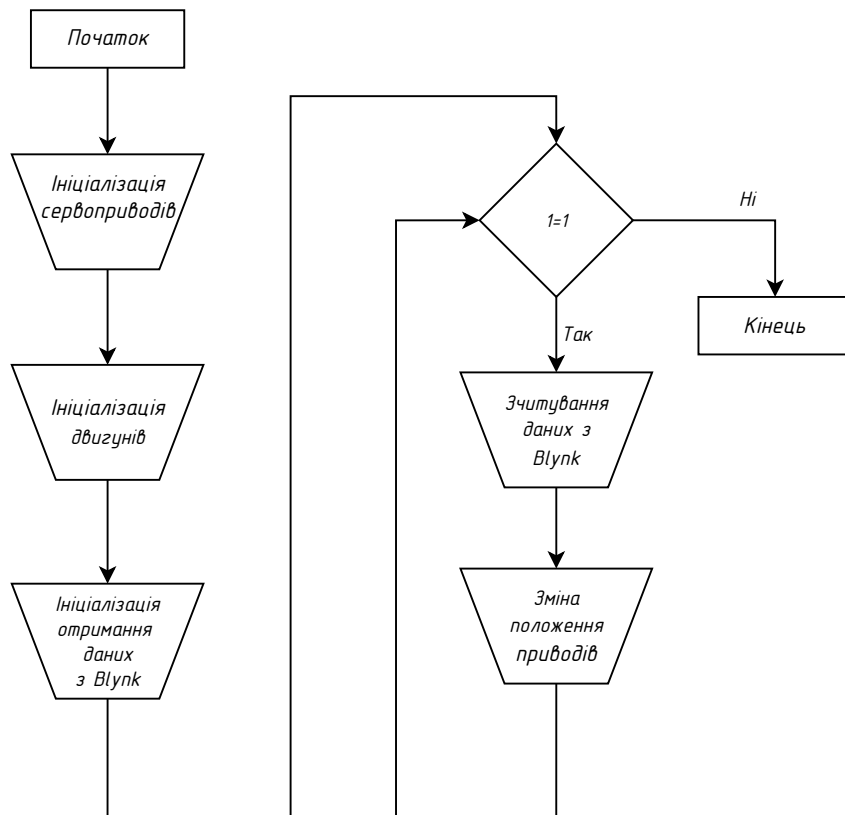 Початок
Ініціалізація
сервоприводів
Ініціалізація
двигунів
Ініціалізація
отримання
даних
з Blynk
1=1
Ні
Кінець
Так
Зчитування
даних з
Blynk
Зміна
положення
приводів